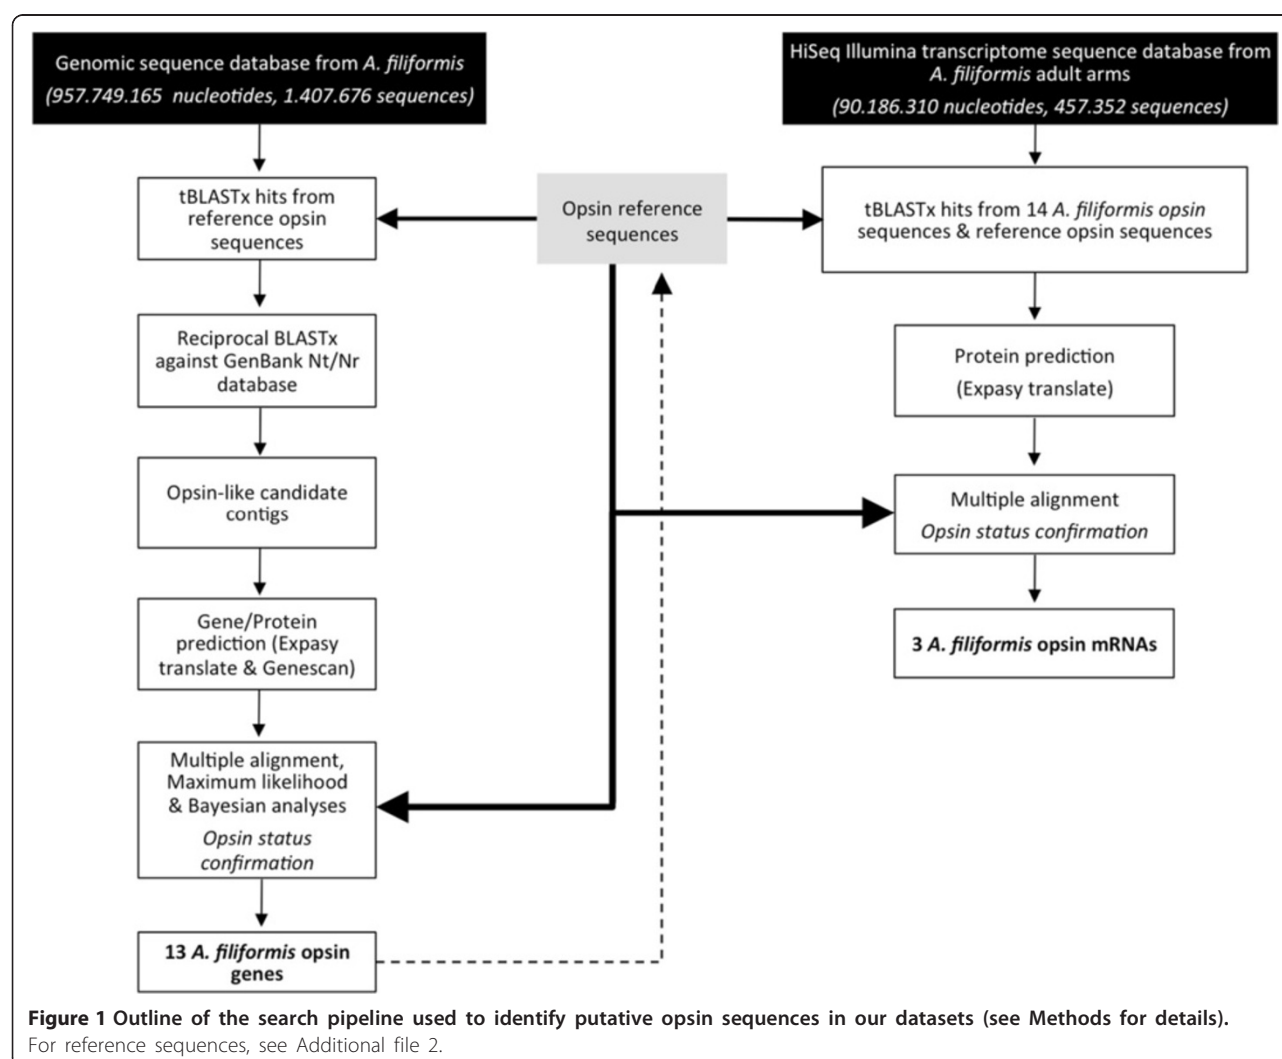 Genomic sequence database from A. filiformis
(957.749.165 nucleotides, 1.407.676 sequences)
tBLASTx hits from
reference opsin
sequences
Reciprocal BLASTx
against GenBank Nt/Nr
database
Opsin-like candidate
contigs
Gene/Protein
prediction (Expasy
translate & Genescan)
Multiple alignment,
Maximum likelihood
& Bayesian analyses
Opsin status
confirmation
13 A. filiformis opsin
genes
Opsin reference
sequences
HiSeq Illumina transcriptome sequence database from
A. filiformis adult arms
(90.186.310 nucleotides, 457.352 sequences)
tBLASTx hits from 14 A. filiformis opsin
sequences & reference opsin sequences
Protein prediction
(Expasy translate)
Multiple alignment
Opsin status confirmation
3 A. filiformis opsin mRNAs
Figure 1 Outline of the search pipeline used to identify putative opsin sequences in our datasets (see Methods for details).
For reference sequences, see Additional file 2.